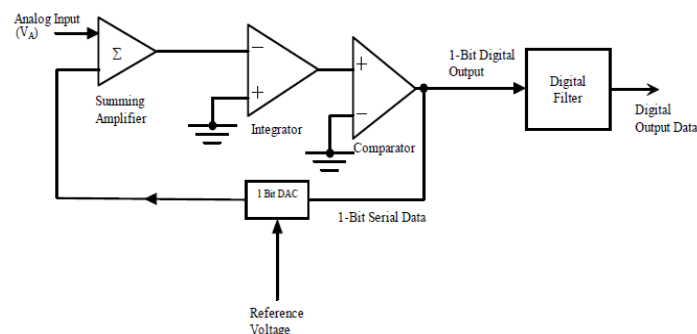 Analog Input
(VA)
Σ
Summing
Amplifier
−
+
Integrator
+
−
Comparator
1-Bit Digital
Output
Digital
Filter
Digital
Output Data
1 Bit DAC
1-Bit Serial Data
Reference
Voltage